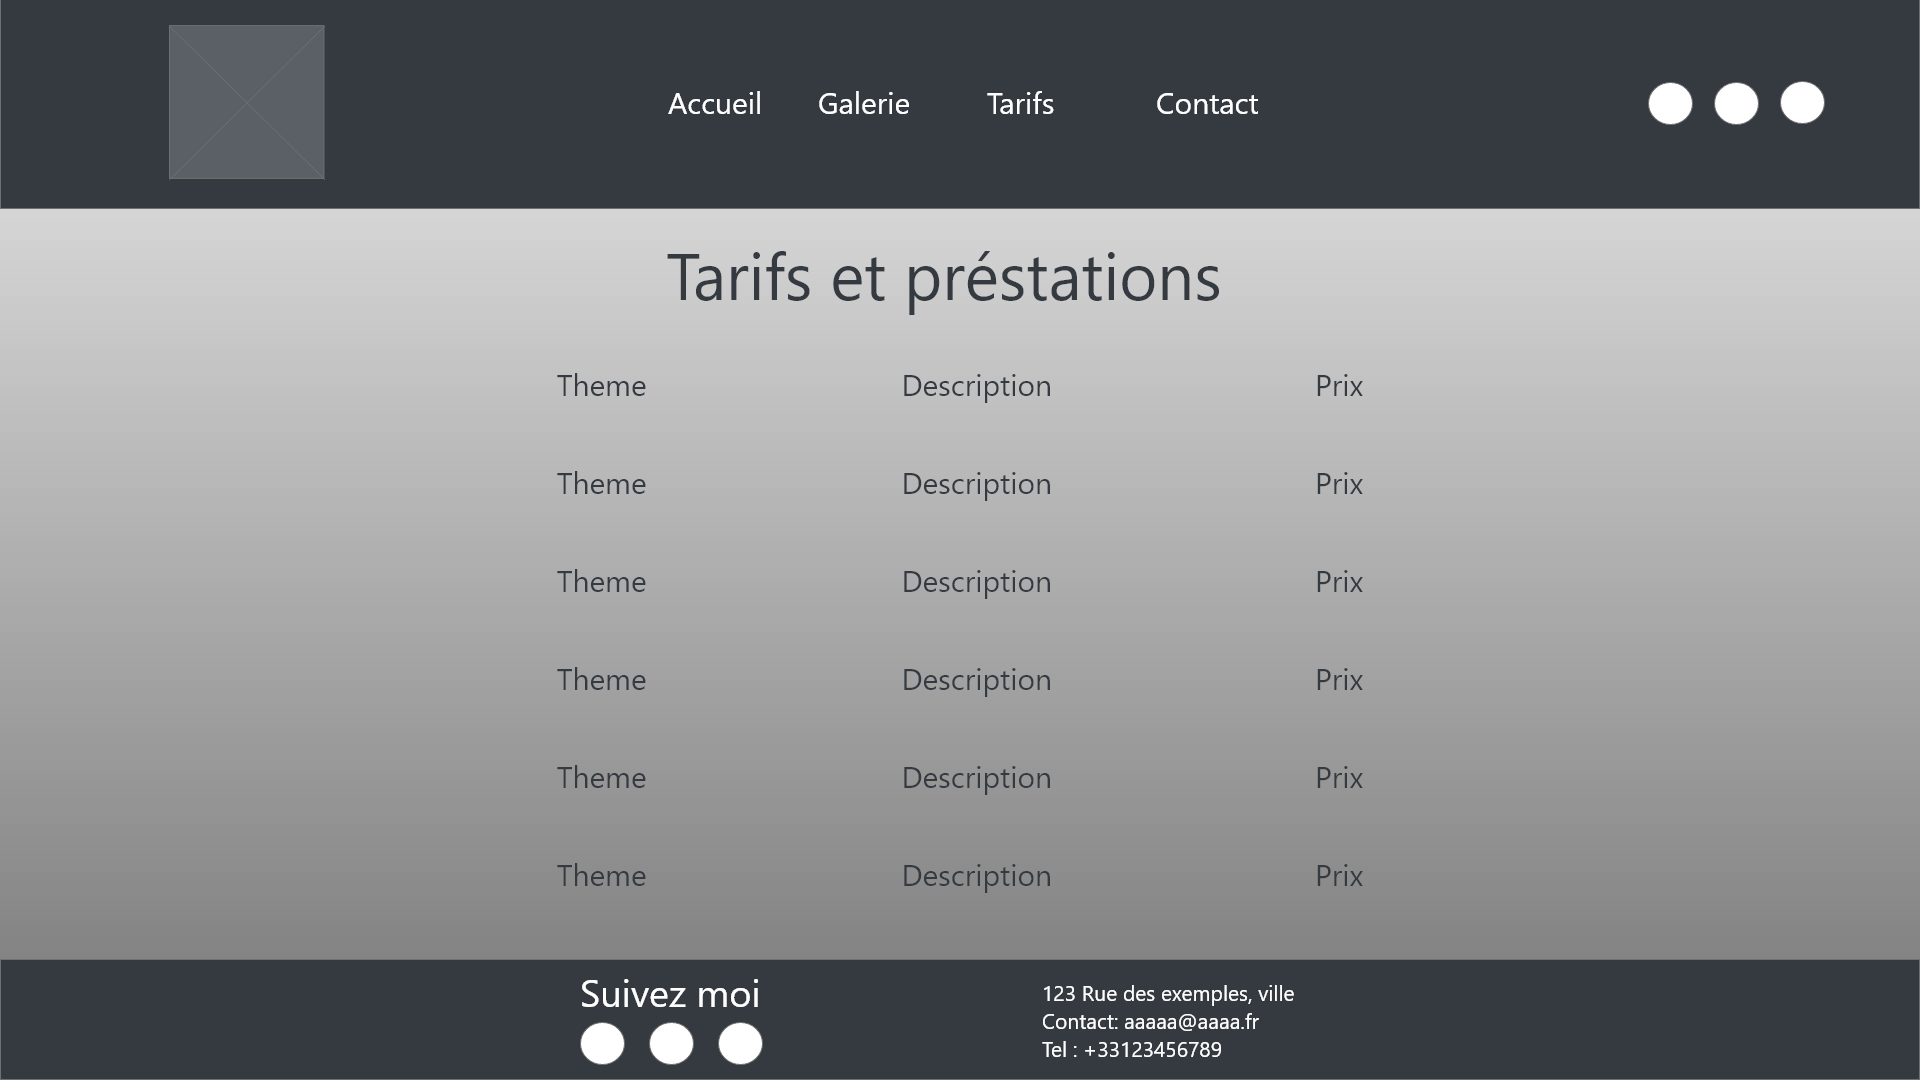 Accueil Galerie Tarifs Contact
Tarifs et préstations
Theme Description Prix
Theme Description Prix
Theme Description Prix
Theme Description Prix
Theme Description Prix
Theme Description Prix
Suivez moi
123 Rue des exemples, ville
Contact: aaaaa@aaaa.fr
Tel : +33123456789